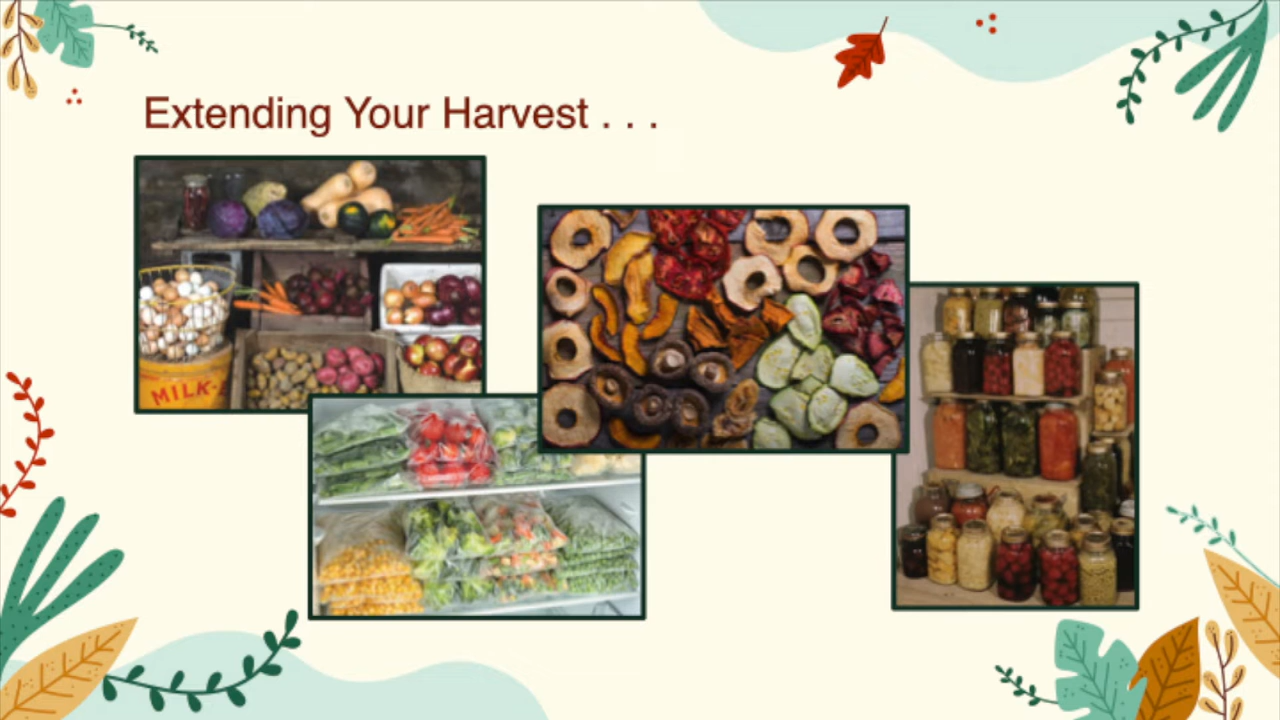 Extending Your Harvest . . .
MILK-